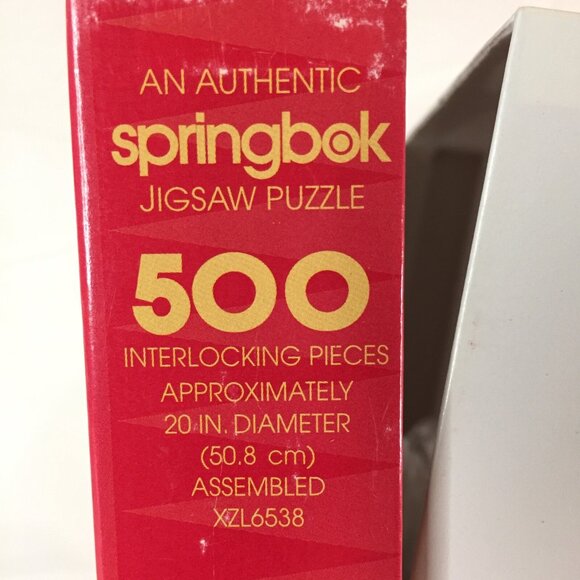 AN AUTHENTIC
springbok
JIGSAW PUZZLE
500
INTERLOCKING PIECES
APPROXIMATELY
20 IN. DIAMETER
(50.8 cm)
ASSEMBLED
XZL6538